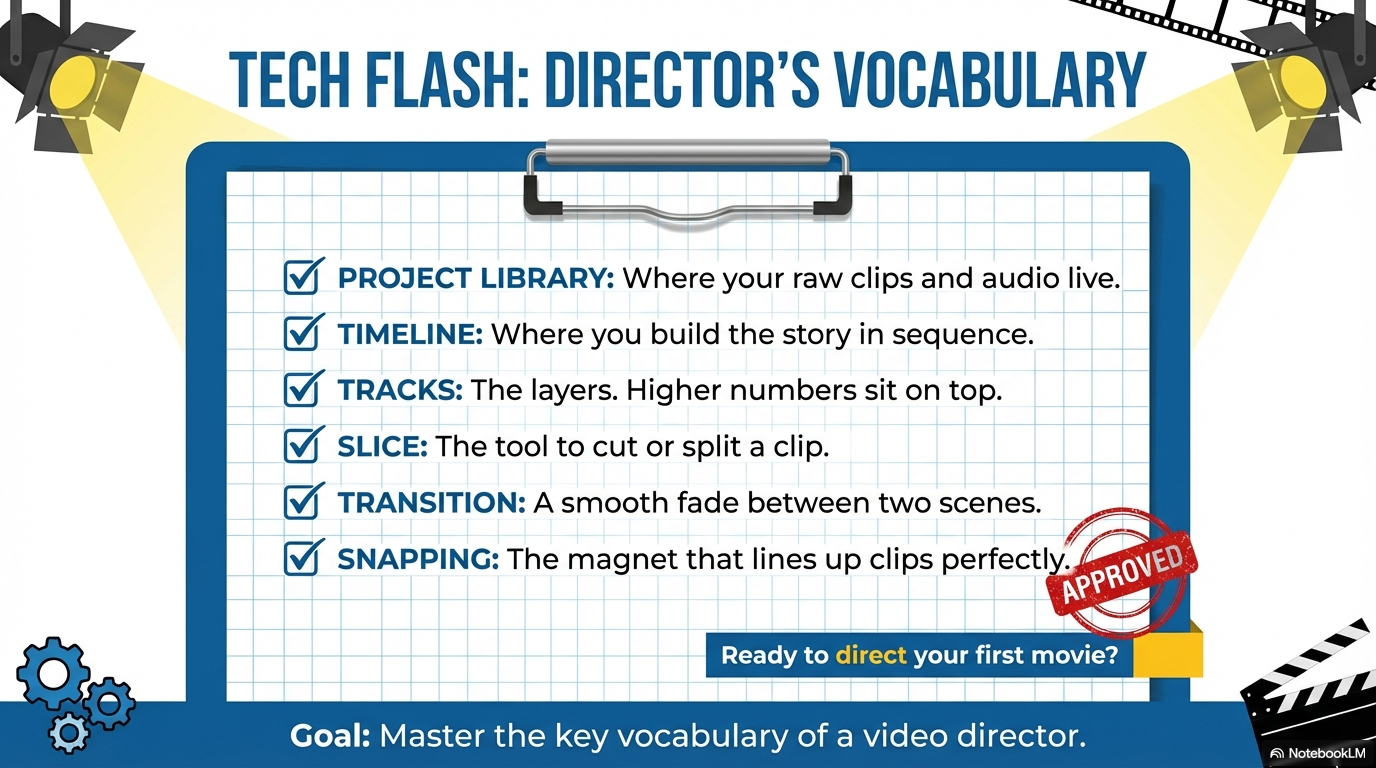 TECH FLASH: DIRECTOR’S VOCABULARY
PROJECT LIBRARY: Where your raw clips and audio live.
TIMELINE: Where you build the story in sequence.
TRACKS: The layers. Higher numbers sit on top.
SLICE: The tool to cut or split a clip.
TRANSITION: A smooth fade between two scenes.
SNAPPING: The magnet that lines up clips perfectly.
APPROVED
Ready to direct your first movie?
Goal: Master the key vocabulary of a video director.
NotebookLM